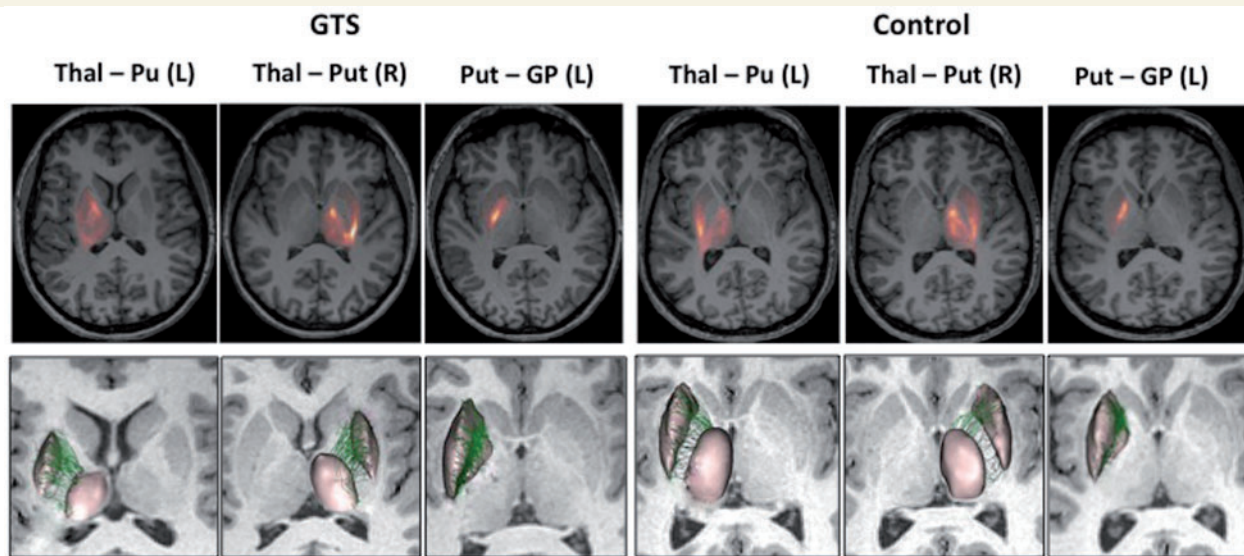 GTS Control
Thal – Pu (L) Thal – Put (R) Put – GP (L) Thal – Pu (L) Thal – Put (R) Put – GP (L)